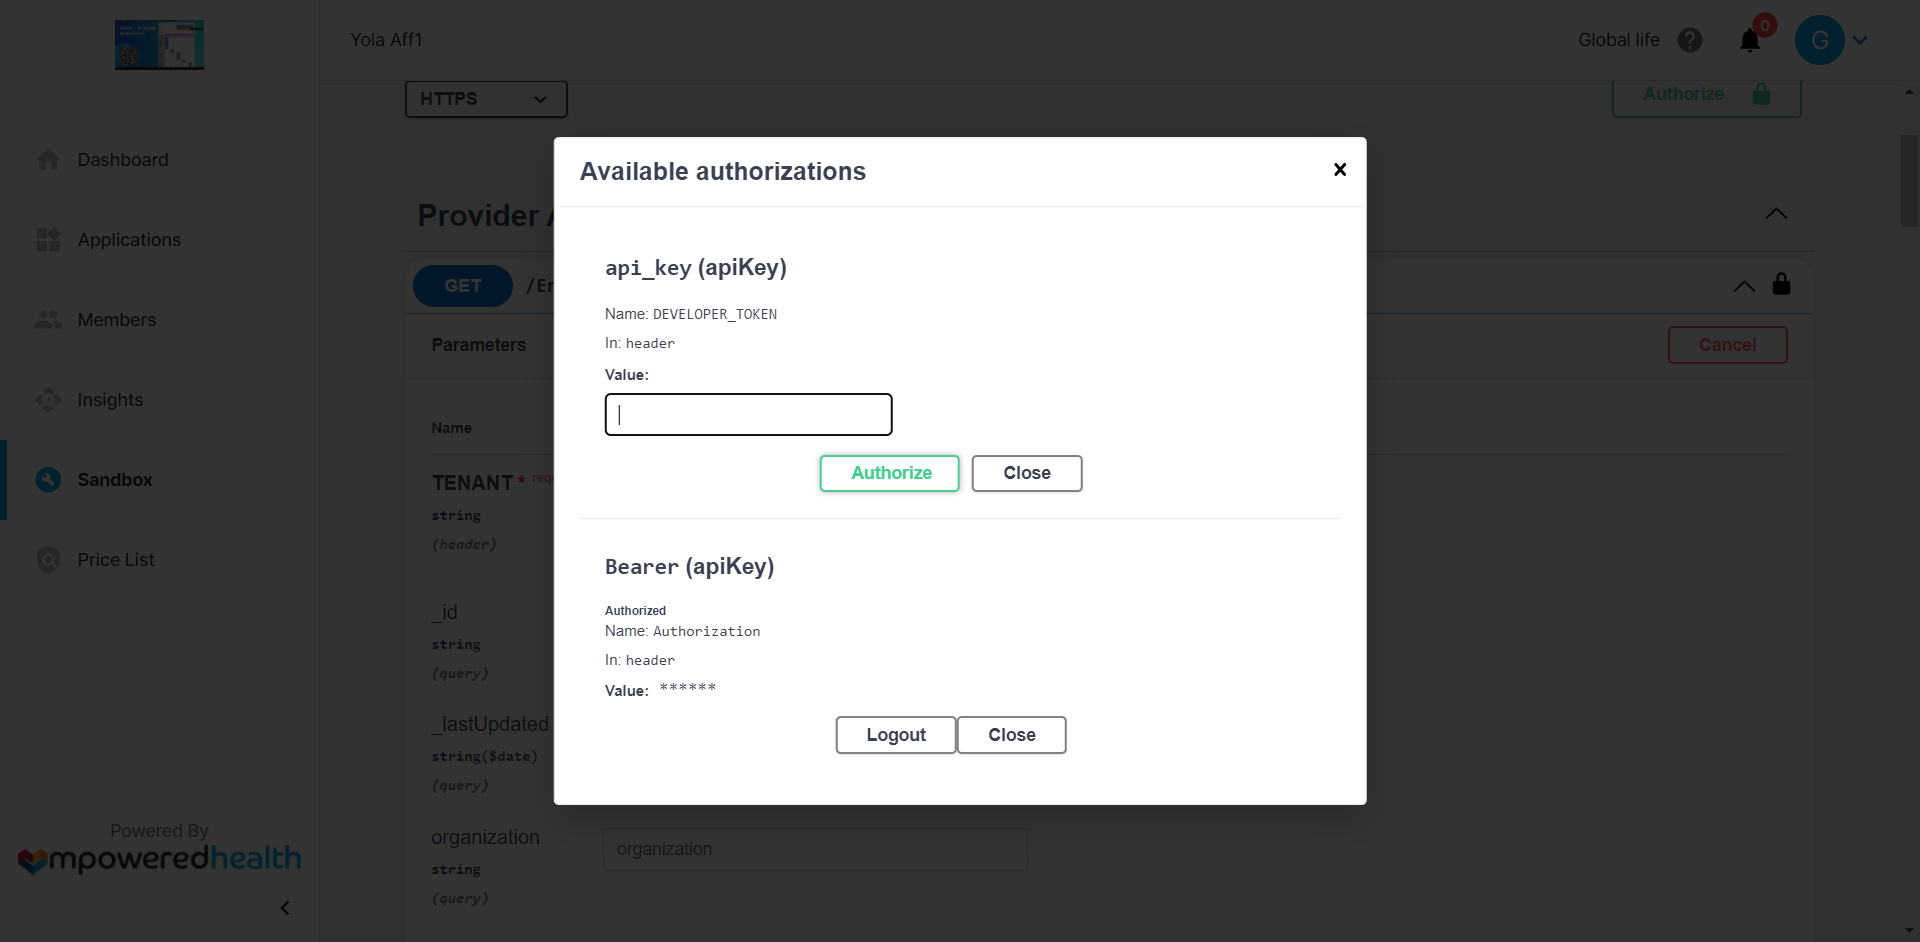 Yola Aff1
Global life
0
G
HTTPS
Authorize
Dashboard
Applications
Members
Insights
Sandbox
Price List
Powered By
mpoweredhealth
Provider
GET
Parameters
Cancel
Name
TENANT *
string
(header)
_id
string
(query)
_lastUpdated
string($date)
(query)
organization
string
(query)
organization
Available authorizations
×
api_key (apiKey)
Name: DEVELOPER_TOKEN
In: header
Value:
Authorize
Close
Bearer (apiKey)
Authorized
Name: Authorization
In: header
Value: ******
Logout
Close